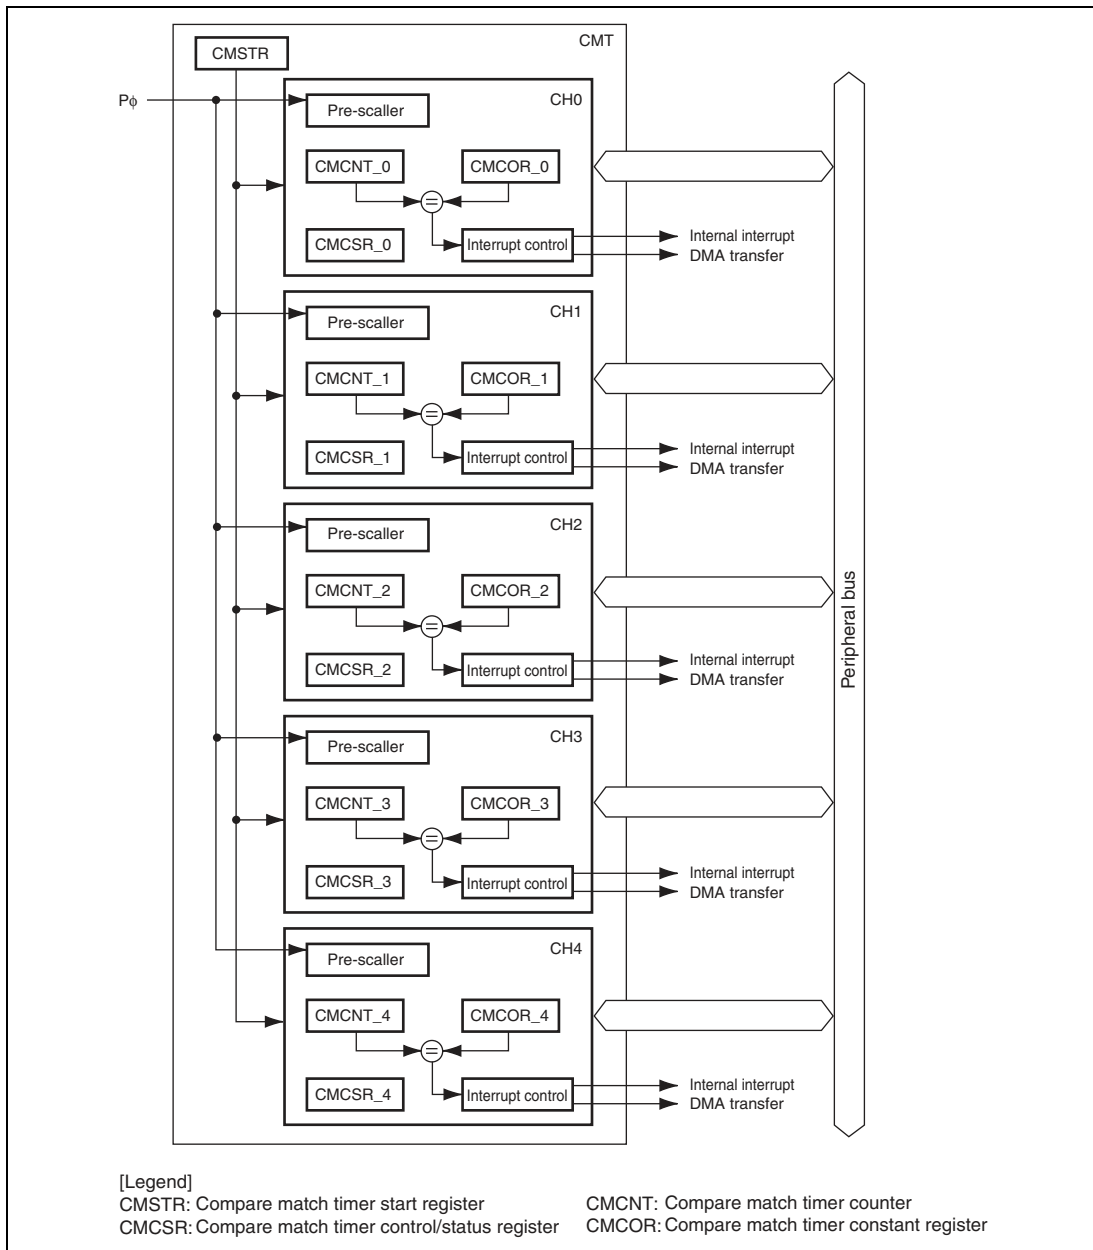 CMT
CMSTR
Pφ
CH0
Pre-scaller
CMCNT_0
CMCOR_0
=
CMCSR_0
Interrupt control
Internal interrupt
DMA transfer
CH1
Pre-scaller
CMCNT_1
CMCOR_1
=
CMCSR_1
Interrupt control
Internal interrupt
DMA transfer
CH2
Pre-scaller
CMCNT_2
CMCOR_2
=
CMCSR_2
Interrupt control
Internal interrupt
DMA transfer
CH3
Pre-scaller
CMCNT_3
CMCOR_3
=
CMCSR_3
Interrupt control
Internal interrupt
DMA transfer
CH4
Pre-scaller
CMCNT_4
CMCOR_4
=
CMCSR_4
Interrupt control
Internal interrupt
DMA transfer
Peripheral bus
[Legend]
CMSTR: Compare match timer start register
CMCSR: Compare match timer control/status register
CMCNT: Compare match timer counter
CMCOR: Compare match timer constant register